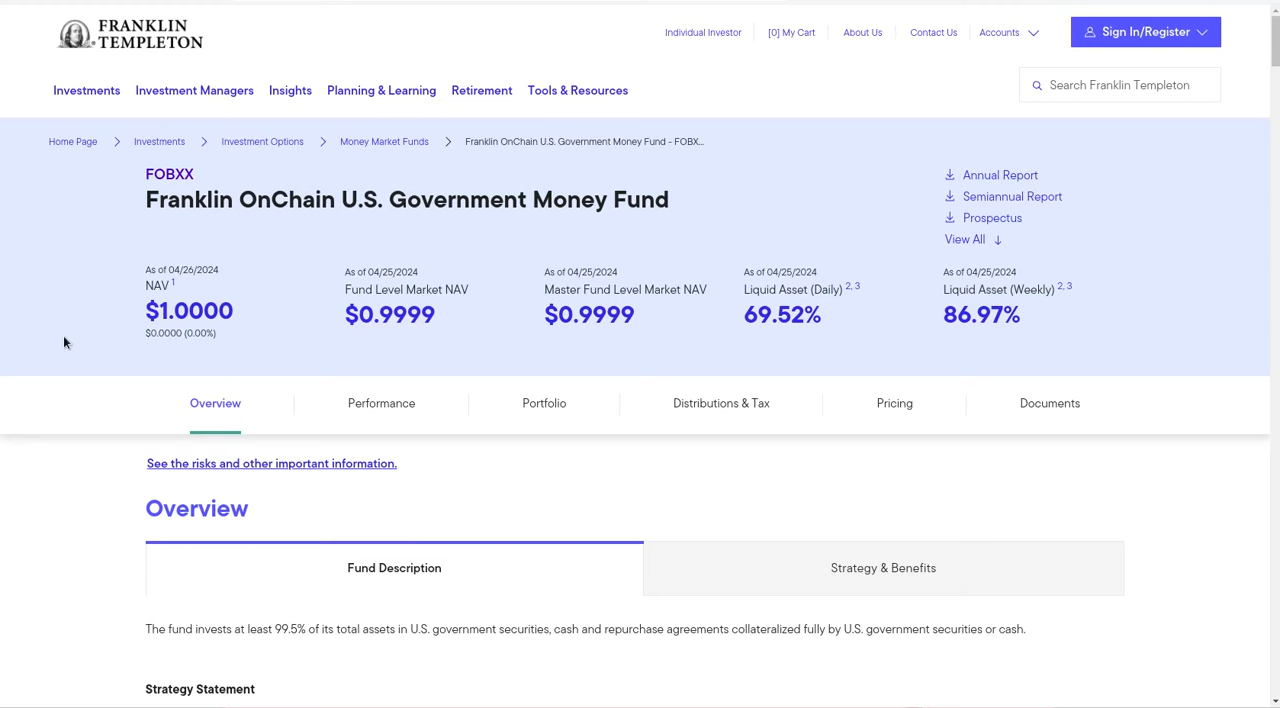 FRANKLIN
TEMPLETON
Individual Investor
[0] My Cart
About Us
Contact Us
Accounts
Sign In/Register
Investments
Investment Managers
Insights
Planning & Learning
Retirement
Tools & Resources
Search Franklin Templeton
Home Page
Investments
Investment Options
Money Market Funds
Franklin OnChain U.S. Government Money Fund - FOBX...
FOBXX
Franklin OnChain U.S. Government Money Fund
Annual Report
Semiannual Report
Prospectus
View All
As of 04/26/2024
NAV 1
$1.0000
$0.0000 (0.00%)
As of 04/25/2024
Fund Level Market NAV
$0.9999
As of 04/25/2024
Master Fund Level Market NAV
$0.9999
As of 04/25/2024
Liquid Asset (Daily) 2, 3
69.52%
As of 04/25/2024
Liquid Asset (Weekly) 2, 3
86.97%
Overview
Performance
Portfolio
Distributions & Tax
Pricing
Documents
See the risks and other important information.
Overview
Fund Description
Strategy & Benefits
The fund invests at least 99.5% of its total assets in U.S. government securities, cash and repurchase agreements collateralized fully by U.S. government securities or cash.
Strategy Statement